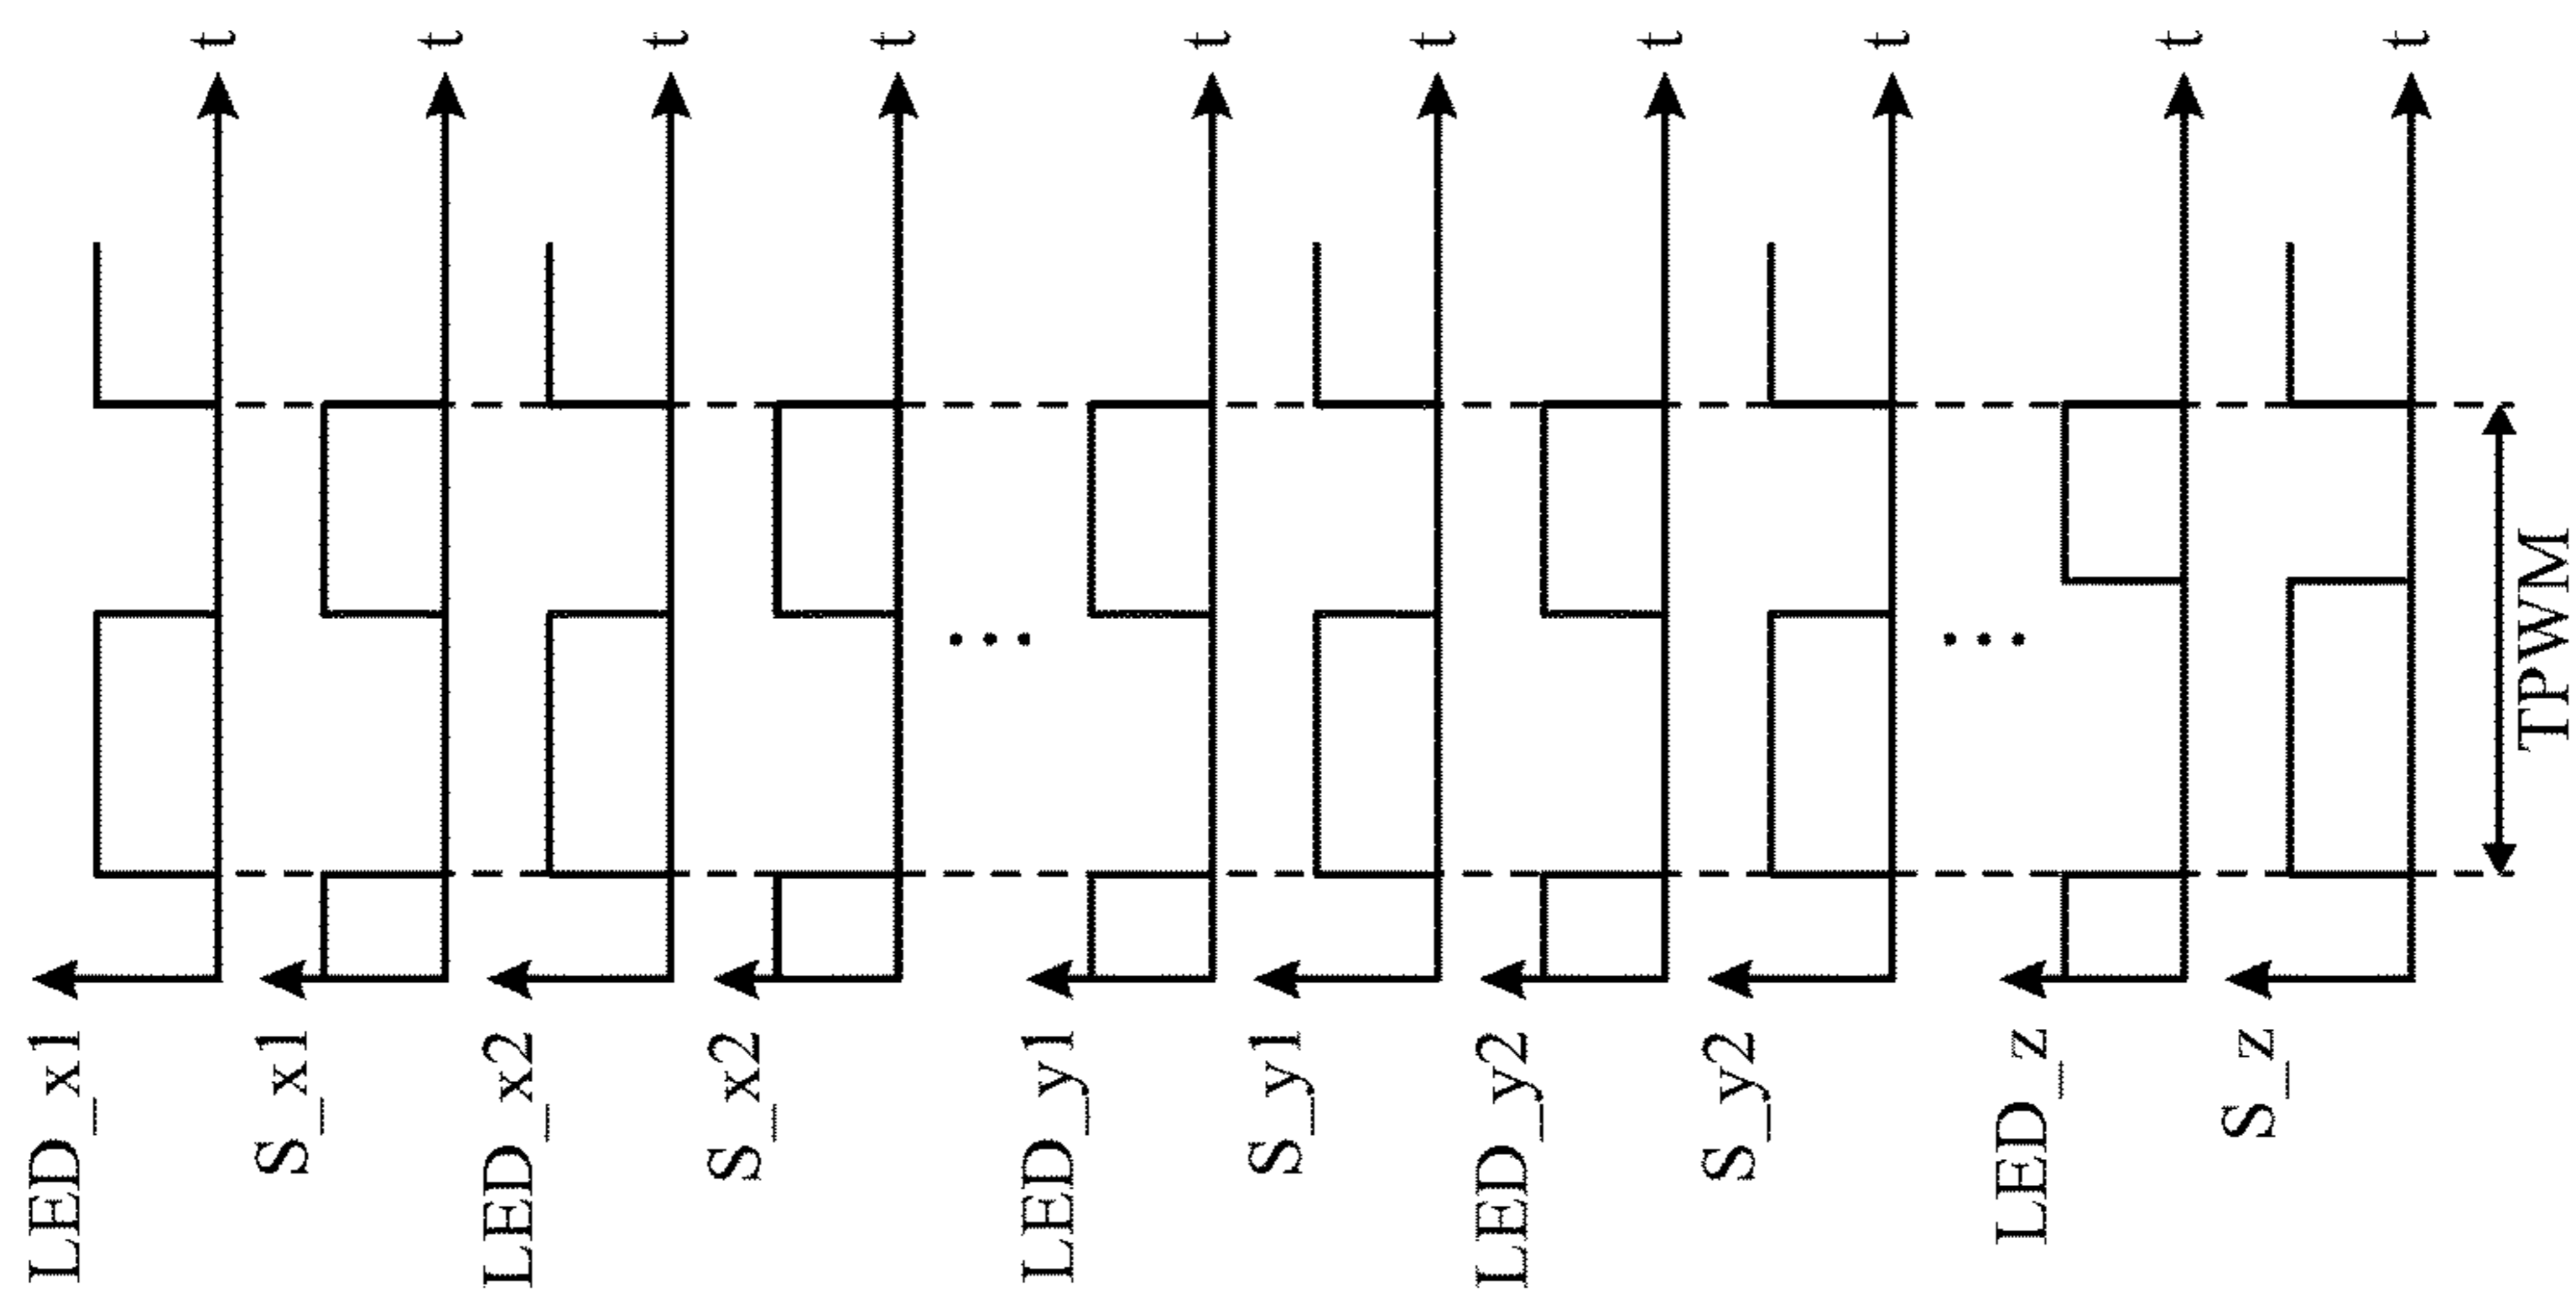 LED_x1 t
S_x1 t
LED_x2 t
S_x2 t
...
LED_y1 t
S_y1 t
LED_y2 t
S_y2 t
...
LED_z t
S_z t
TPWM